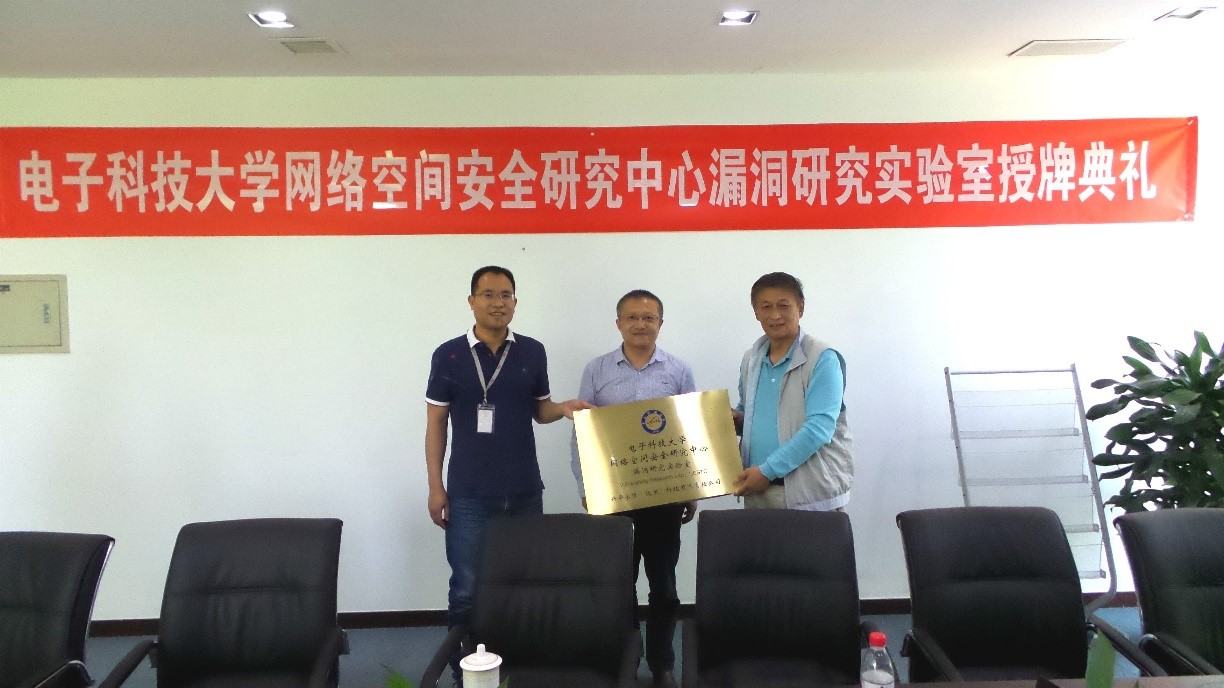 电子科技大学网络空间安全研究中心漏洞研究实验室授牌典礼
电子科技大学
网络空间安全研究中心
漏洞研究实验室